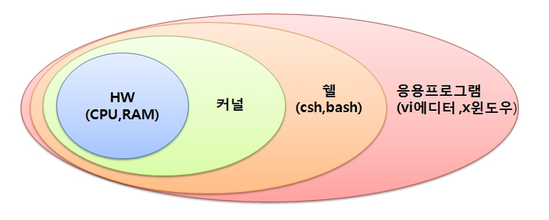 HW
(CPU,RAM)
커널
쉘
(csh,bash)
응용프로그램
(vi에디터 ,X윈도우)